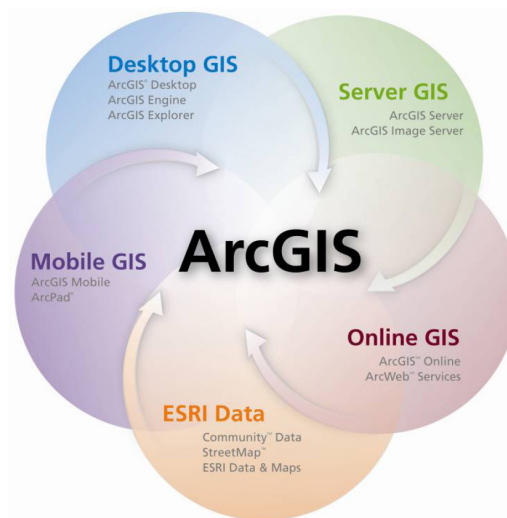 Desktop GIS
ArcGIS® Desktop
ArcGIS Engine
ArcGIS Explorer
Server GIS
ArcGIS Server
ArcGIS Image Server
ArcGIS
Mobile GIS
ArcGIS Mobile
ArcPad®
Online GIS
ArcGIS™ Online
ArcWeb™ Services
ESRI Data
Community™ Data
StreetMap™
ESRI Data & Maps